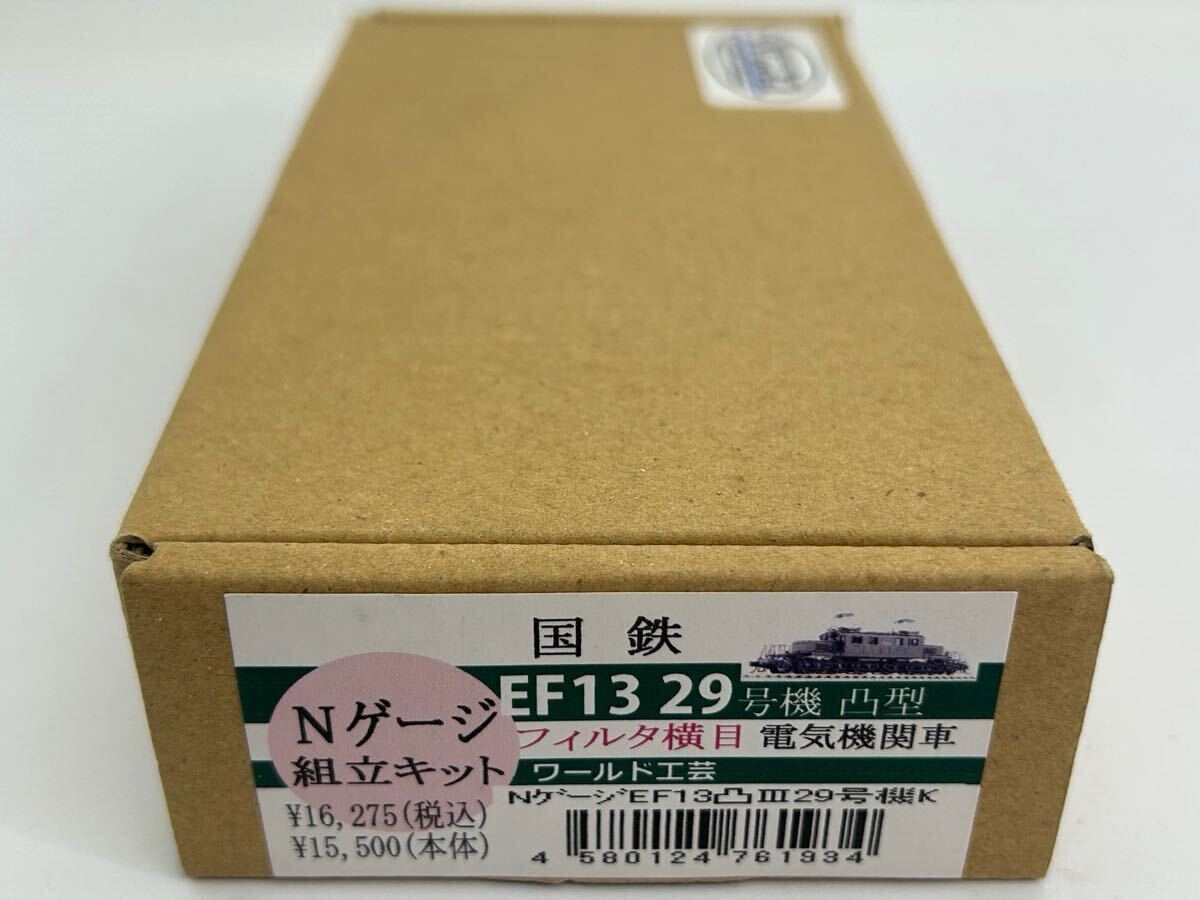 国鉄
EF13 29号機 凸型
フィルタ横目 電気機関車
ワールド工芸
Nゲージ
組立キット
¥16,275(税込)
¥15,500(本体)
NゲージEF13凸Ⅲ29号機K
4 580124 761934